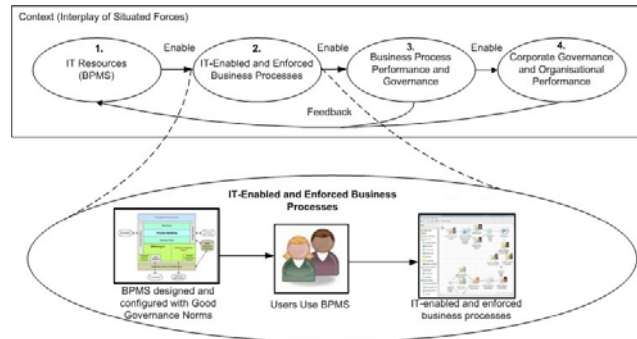 Context (Interplay of Situated Forces)
1.
IT Resources
(BPMS)
Enable
2.
IT-Enabled and Enforced
Business Processes
Enable
3.
Business Process
Performance and
Governance
Enable
4.
Corporate Governance
and Organisational
Performance
Feedback
IT-Enabled and Enforced Business
Processes
BPMS designed and
configured with Good
Governance Norms
Users Use BPMS
IT-enabled and enforced
business processes